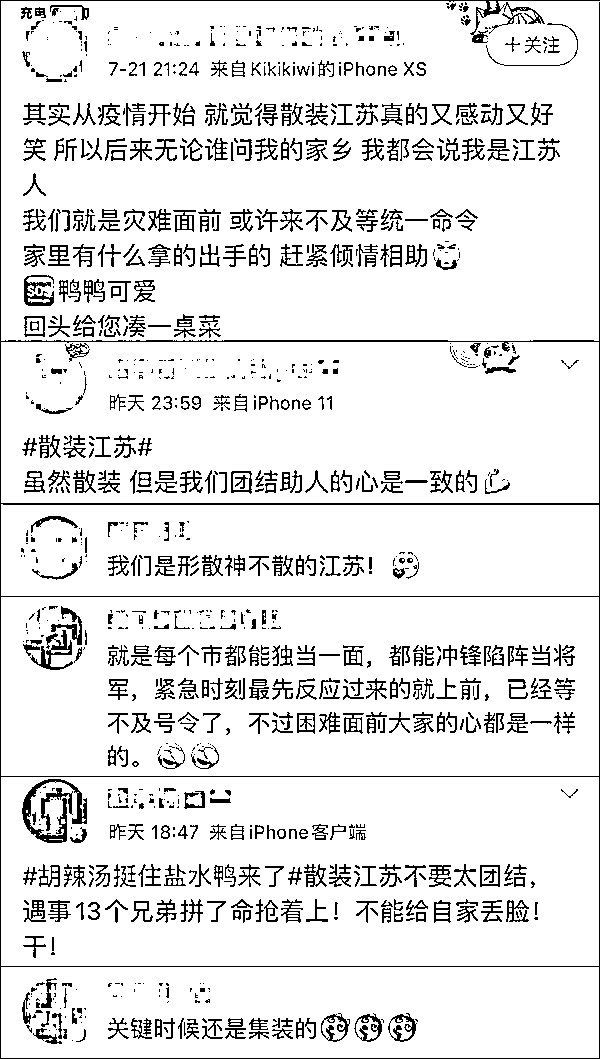 充电
+关注
7-21 21:24 来自Kikikiwi的iPhone XS
其实从疫情开始 就觉得散装江苏真的又感动又好
笑 所以后来无论谁问我的家乡 我都会说我是江苏
人
我们就是灾难面前 或许来不及等统一命令
家里有什么拿的出手的 赶紧倾情相助
SOS鸭鸭可爱
回头给您凑一桌菜
昨天 23:59 来自iPhone 11
#散装江苏#
虽然散装 但是我们团结助人的心是一致的
我们是形散神不散的江苏！
就是每个市都能独当一面，都能冲锋陷阵当将
军，紧急时刻最先反应过来的就上前，已经等
不及号令了，不过困难面前大家的心都是一样
的。
昨天 18:47 来自iPhone客户端
#胡辣汤挺住盐水鸭来了#散装江苏不要太团结，
遇事13个兄弟拼了命抢着上！不能给自家丢脸！
干！
关键时候还是集装的